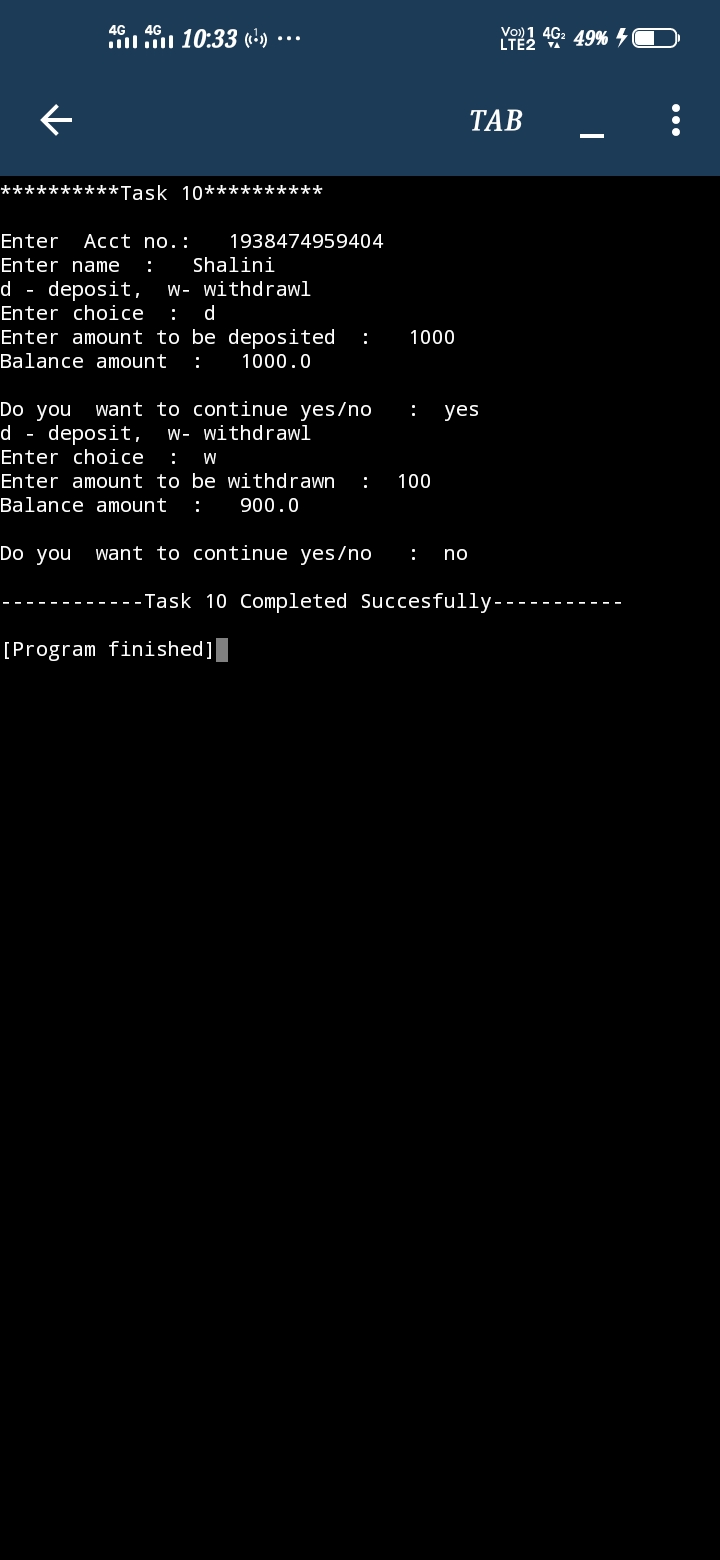 4G 4G 10:33 ... Vo)) 1 LTE2 4G2 49%
TAB
**********Task 10**********
Enter  Acct no.:   1938474959404
Enter name  :   Shalini
d - deposit,  w- withdrawl
Enter choice  :  d
Enter amount to be deposited  :   1000
Balance amount  :   1000.0
Do you  want to continue yes/no   :  yes
d - deposit,  w- withdrawl
Enter choice  :  w
Enter amount to be withdrawn  :  100
Balance amount  :   900.0
Do you  want to continue yes/no   :  no
------------Task 10 Completed Succesfully-----------
[Program finished]